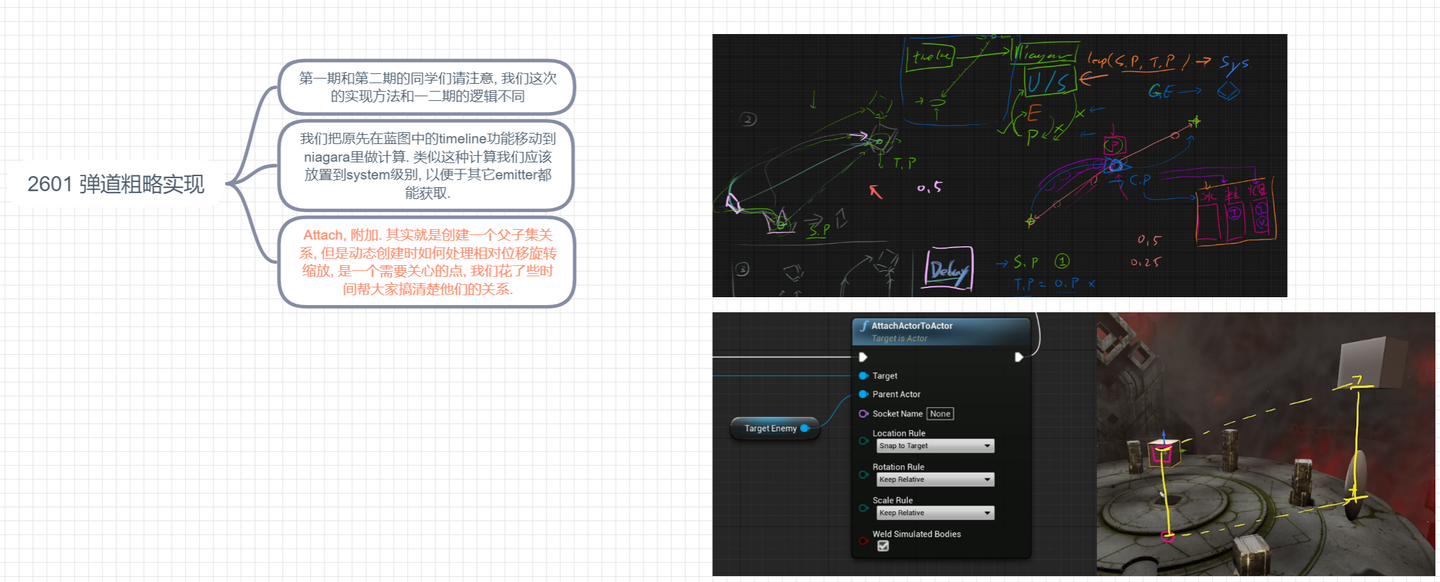 2601 弹道粗略实现
第一期和第二期的同学们请注意, 我们这次
的实现方法和一二期的逻辑不同
我们把原先在蓝图中的timeline功能移动到
niagara里做计算. 类似这种计算我们应该
放置到system级别, 以便于其它emitter都
能获取.
Attach, 附加. 其实就是创建一个父子集关
系, 但是动态创建时如何处理相对位移旋转
缩放, 是一个需要关心的点, 我们花了些时
间帮大家搞清楚他们的关系.
Niagara
lerp(S.P, T.P) → Sys
U/S
G.E →
E
P
②
T.P
0,5
S.P
P
C.P
0,5
0.25
③
Delay
→ S.P ①
T.P = O.P ×
AttachActorToActor
Target is Actor
Target
Parent Actor
Target Enemy
Socket Name None
Location Rule
Snap to Target
Rotation Rule
Keep Relative
Scale Rule
Keep Relative
Weld Simulated Bodies